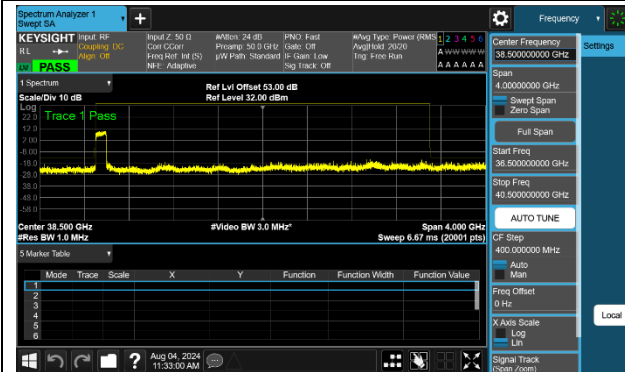 Spectrum Analyzer 1
Swept SA
Frequency
KEYSIGHT
Input: RF
Input Z: 50 Ω
#Atten: 24 dB
PNO: Fast
#Avg Type: Power (RMS)
1 2 3 4 5 6
RL
Coupling: DC
Corr CCorr
Preamp: 50.0 GHz
Gate: Off
Avg|Hold: 20/20
A W W W W W
Align: Off
Freq Ref: Int (S)
µW Path: Standard
IF Gain: Low
Trig: Free Run
PASS
NFE: Adaptive
Sig Track: Off
A A A A A A
Center Frequency
38.500000000 GHz
Settings
Span
4.00000000 GHz
Swept Span
Zero Span
Full Span
Start Freq
36.500000000 GHz
Stop Freq
40.500000000 GHz
AUTO TUNE
CF Step
400.000000 MHz
Auto
Man
Freq Offset
0 Hz
X Axis Scale
Log
Lin
Local
Signal Track
(Span Zoom)
1 Spectrum
Ref Lvl Offset 53.00 dB
Scale/Div 10 dB
Ref Level 32.00 dBm
Log
Trace 1 Pass
22.0
12.0
2.00
-8.00
-18.0
-28.0
-38.0
-48.0
-58.0
Center 38.500 GHz
#Video BW 3.0 MHz*
Span 4.000 GHz
#Res BW 1.0 MHz
Sweep 6.67 ms (20001 pts)
5 Marker Table
Mode Trace Scale X Y Function Function Width Function Value
1
2
3
4
5
6
?
Aug 04, 2024
11:33:00 AM